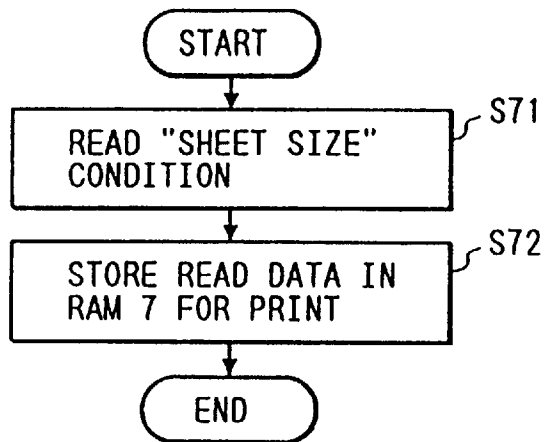 START
S71
READ "SHEET SIZE"
CONDITION
S72
STORE READ DATA IN
RAM 7 FOR PRINT
END